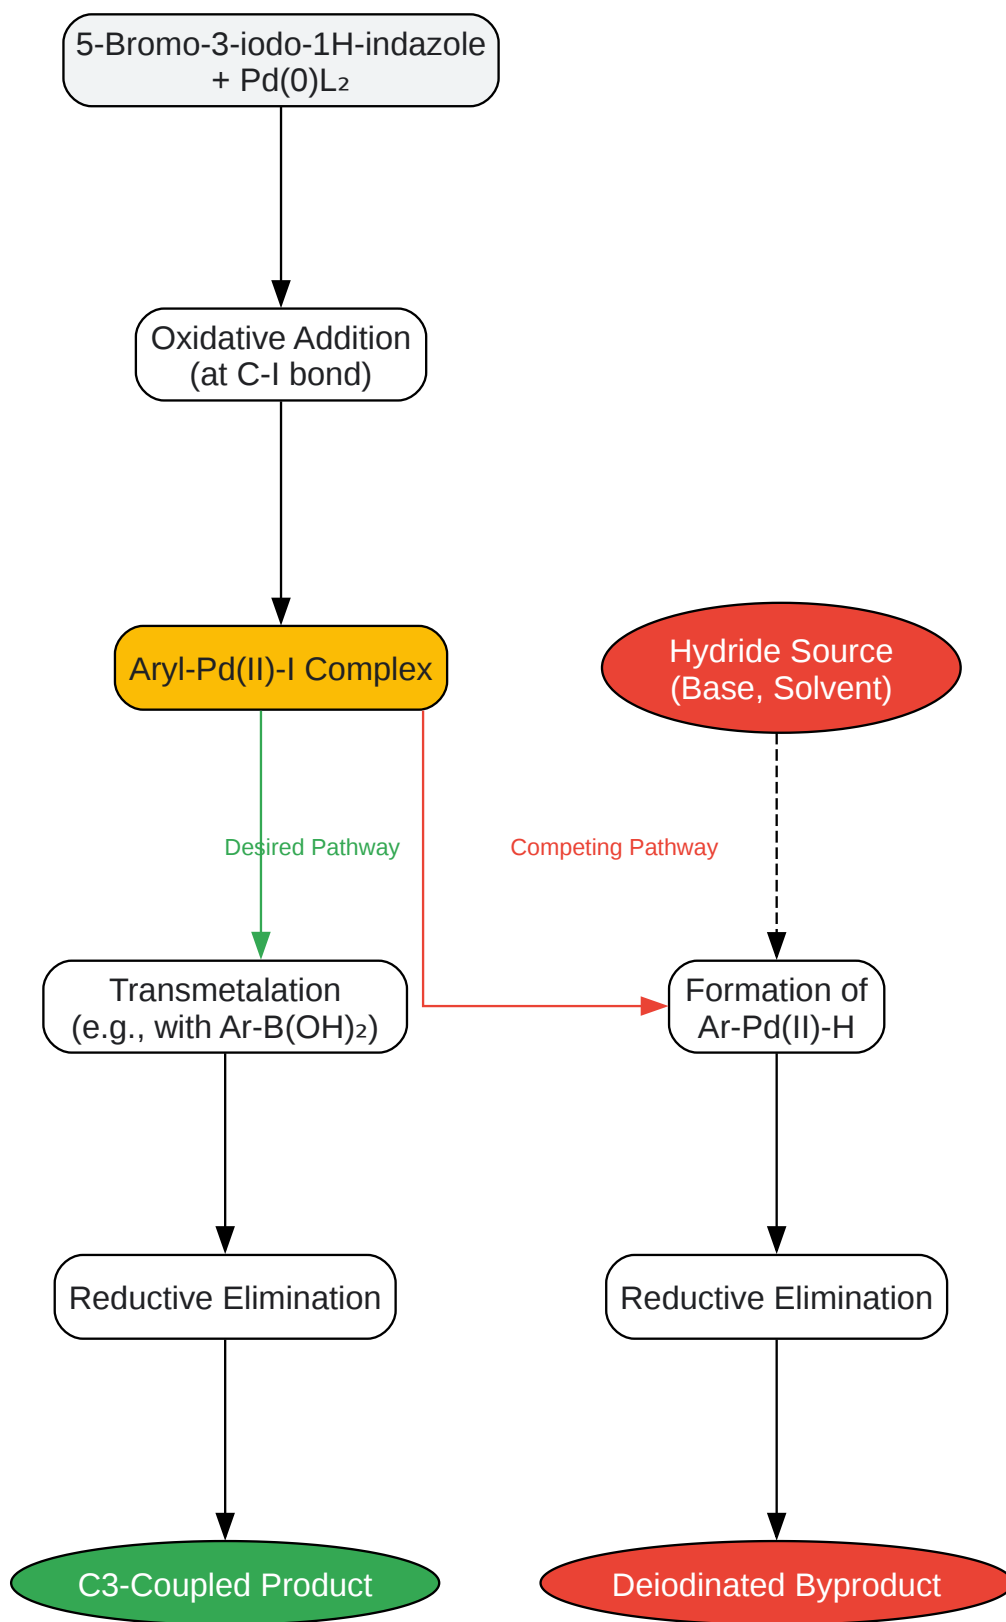 5-Bromo-3-iodo-1H-indazole
+ Pd(0)L₂
Oxidative Addition
(at C-I bond)
Aryl-Pd(II)-I Complex
Hydride Source
(Base, Solvent)
Desired Pathway
Competing Pathway
Transmetalation
(e.g., with Ar-B(OH)₂)
Formation of
Ar-Pd(II)-H
Reductive Elimination
Reductive Elimination
C3-Coupled Product
Deiodinated Byproduct